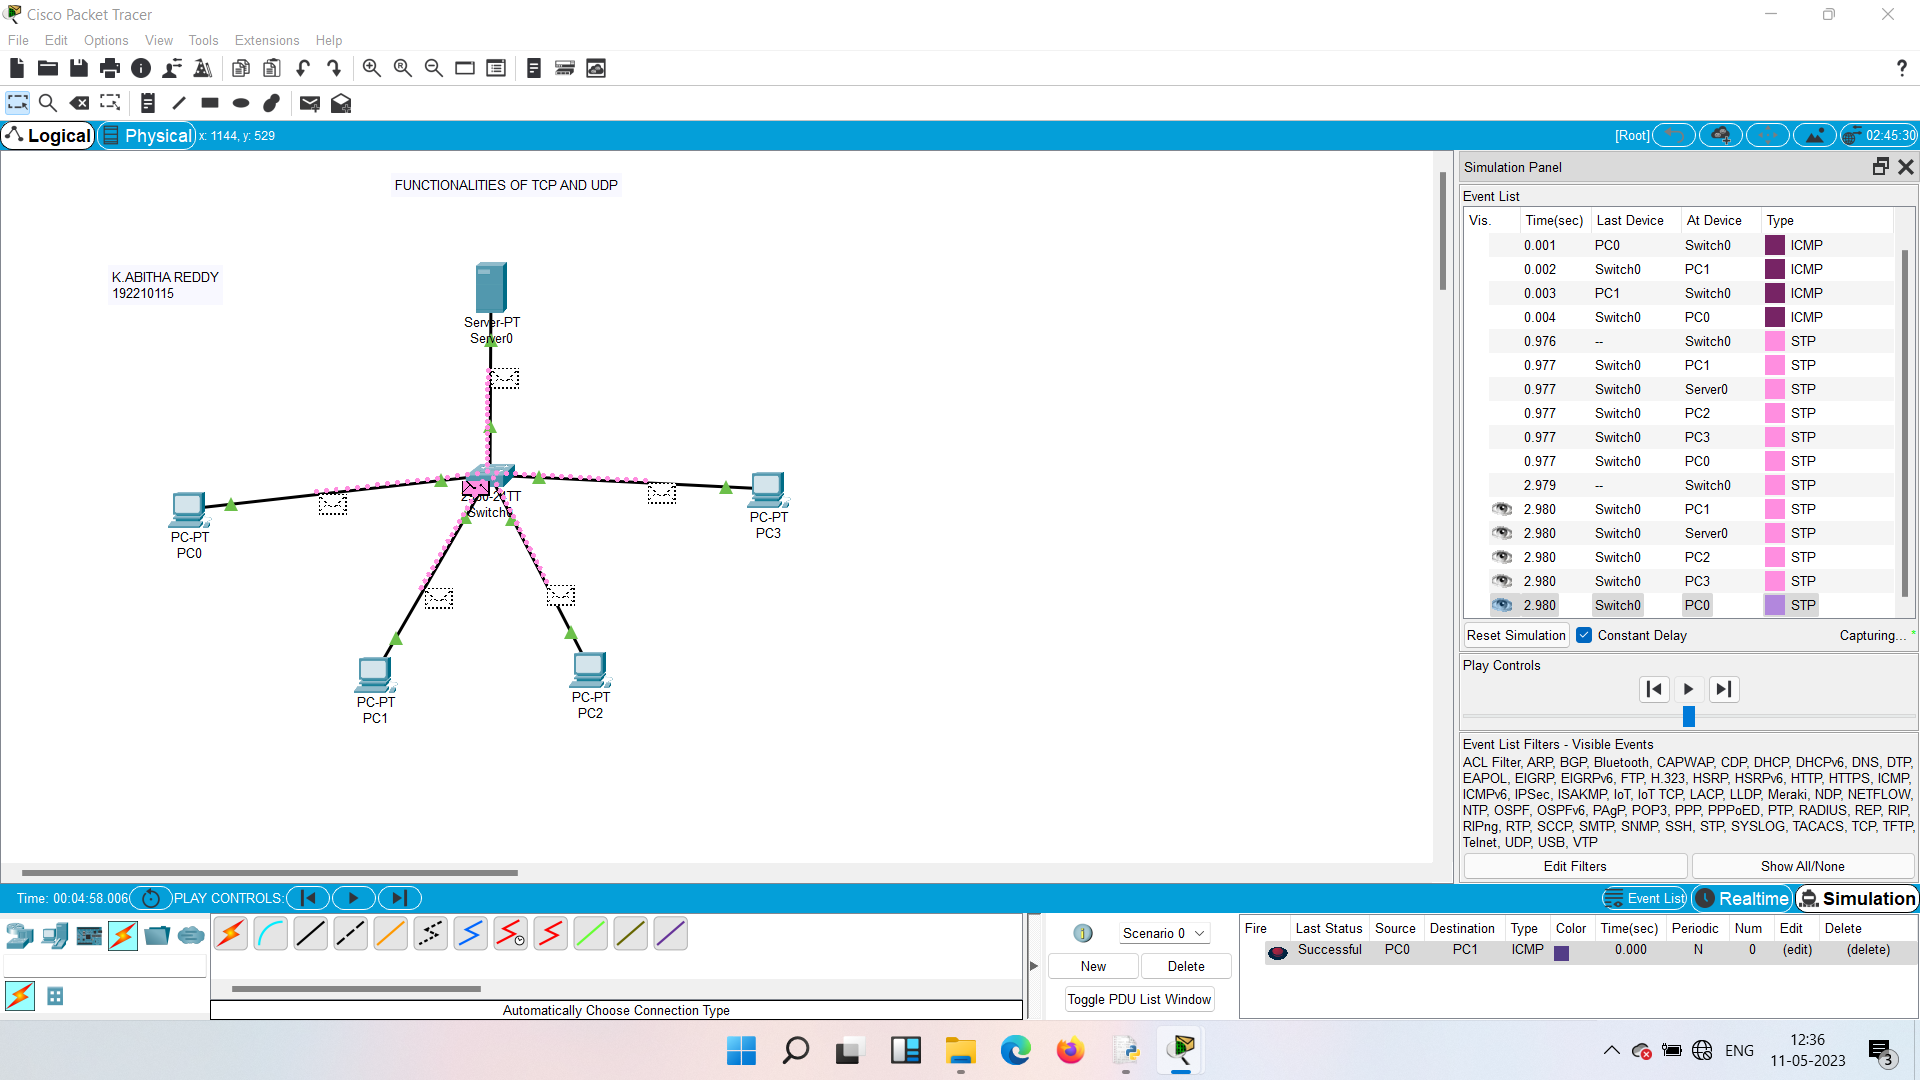 Cisco Packet Tracer
File Edit Options View Tools Extensions Help
?
Logical Physical x: 1144, y: 529 [Root] 02:45:30
FUNCTIONALITIES OF TCP AND UDP
K.ABITHA REDDY
192210115
Server-PT
Server0
Switch0
PC-PT
PC0
PC-PT
PC3
PC-PT
PC1
PC-PT
PC2
Simulation Panel
Event List
Vis. Time(sec) Last Device At Device Type
0.001 PC0 Switch0 ICMP
0.002 Switch0 PC1 ICMP
0.003 PC1 Switch0 ICMP
0.004 Switch0 PC0 ICMP
0.976 -- Switch0 STP
0.977 Switch0 PC1 STP
0.977 Switch0 Server0 STP
0.977 Switch0 PC2 STP
0.977 Switch0 PC3 STP
0.977 Switch0 PC0 STP
2.979 -- Switch0 STP
2.980 Switch0 PC1 STP
2.980 Switch0 Server0 STP
2.980 Switch0 PC2 STP
2.980 Switch0 PC3 STP
2.980 Switch0 PC0 STP
Reset Simulation Constant Delay Capturing...
Play Controls
Event List Filters - Visible Events
ACL Filter, ARP, BGP, Bluetooth, CAPWAP, CDP, DHCP, DHCPv6, DNS, DTP,
EAPOL, EIGRP, EIGRPv6, FTP, H.323, HSRP, HSRPv6, HTTP, HTTPS, ICMP,
ICMPv6, IPSec, ISAKMP, IoT, IoT TCP, LACP, LLDP, Meraki, NDP, NETFLOW,
NTP, OSPF, OSPFv6, PAgP, POP3, PPP, PPPoED, PTP, RADIUS, REP, RIP,
RIPng, RTP, SCCP, SMTP, SNMP, SSH, STP, SYSLOG, TACACS, TCP, TFTP,
Telnet, UDP, USB, VTP
Edit Filters Show All/None
Time: 00:04:58.006 PLAY CONTROLS: Event List Realtime Simulation
Scenario 0
New Delete
Toggle PDU List Window
Fire Last Status Source Destination Type Color Time(sec) Periodic Num Edit Delete
Successful PC0 PC1 ICMP 0.000 N 0 (edit) (delete)
Automatically Choose Connection Type
ENG
12:36
11-05-2023
3